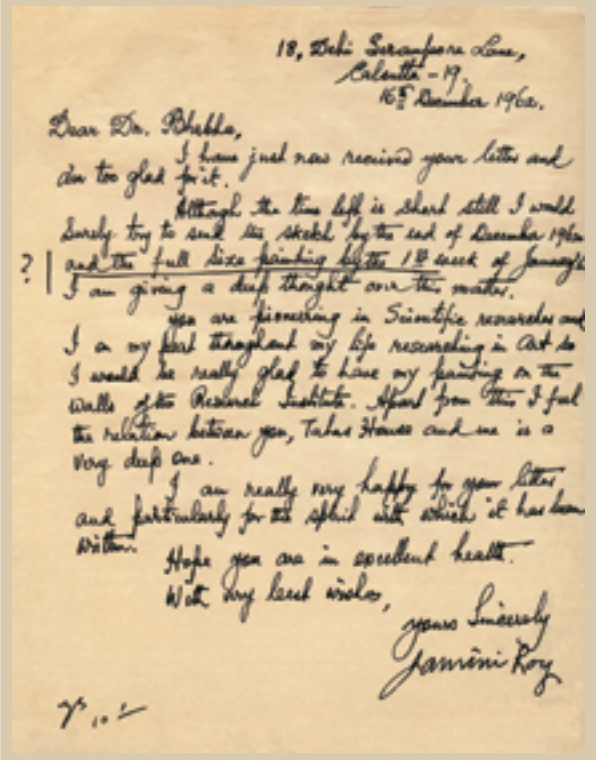 18, Dehi Serampore Lane,
Calcutta - 19.
16th December 1962.
Dear Dr. Bhabha,
I have just now received your letter and
am too glad for it.
Although the time left is short still I would
surely try to send the sketch by the end of December 1962
? and the full size painting by the 1st week of January
I am giving a deep thought over this matter.
you are pioneering in Scientific researches and
I on my part throughout my life researching in Art so
I would be really glad to have my painting on the
walls of the Research Institute. Apart from this I feel
the relation between you, Tatas House and me is a
very deep one.
I am really very happy for your letter
and particularly for the spirit with which it has been
written.
Hope you are in excellent health.
With very best wishes,
yours Sincerely
Jamini Roy